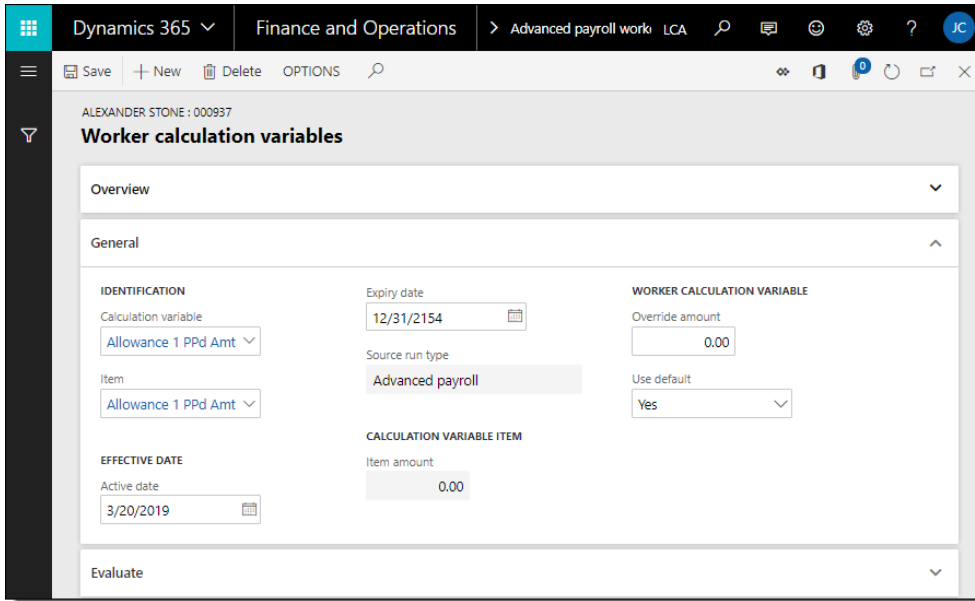 Dynamics 365 Finance and Operations > Advanced payroll work LCA ? JC
Save + New Delete OPTIONS 0
ALEXANDER STONE : 000937
Worker calculation variables
Overview
General
IDENTIFICATION
Calculation variable
Allowance 1 PPd Amt
Item
Allowance 1 PPd Amt
EFFECTIVE DATE
Active date
3/20/2019
Expiry date
12/31/2154
Source run type
Advanced payroll
CALCULATION VARIABLE ITEM
Item amount
0.00
WORKER CALCULATION VARIABLE
Override amount
0.00
Use default
Yes
Evaluate